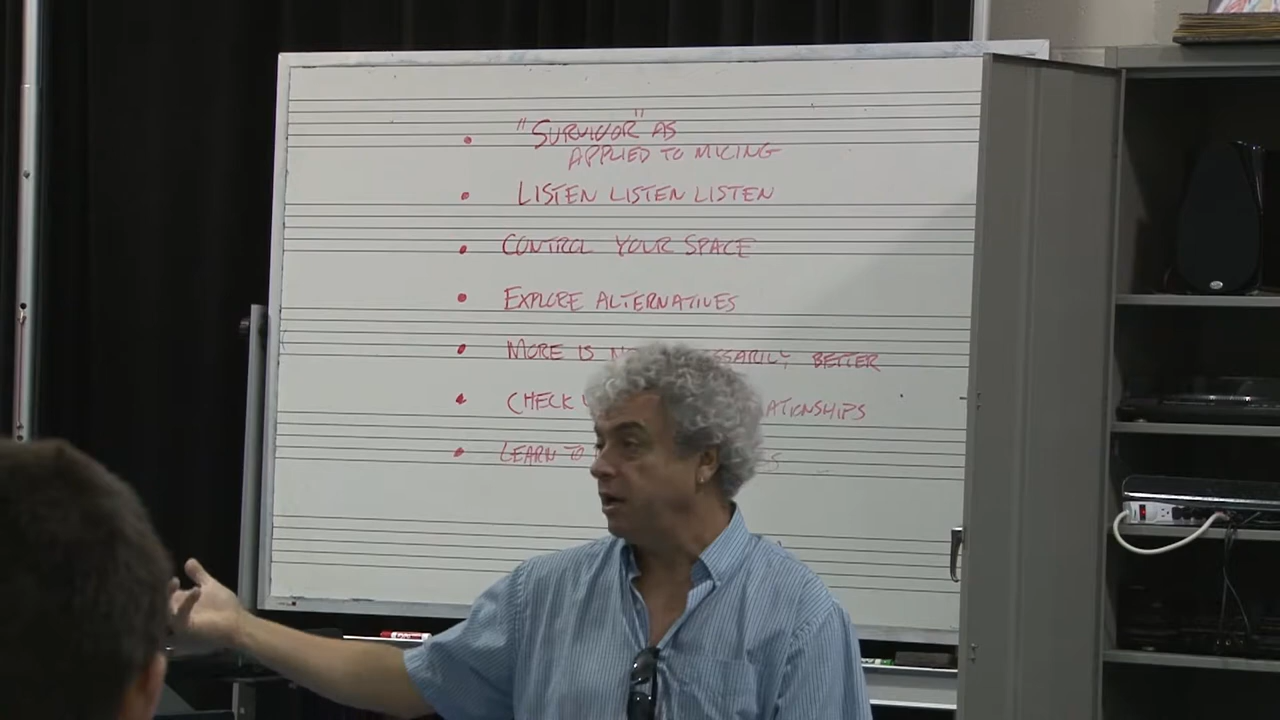 "SURVIVOR" AS
APPLIED TO MICING
LISTEN LISTEN LISTEN
CONTROL YOUR SPACE
EXPLORE ALTERNATIVES
MORE IS BETTER
CHECK
LEARN TO